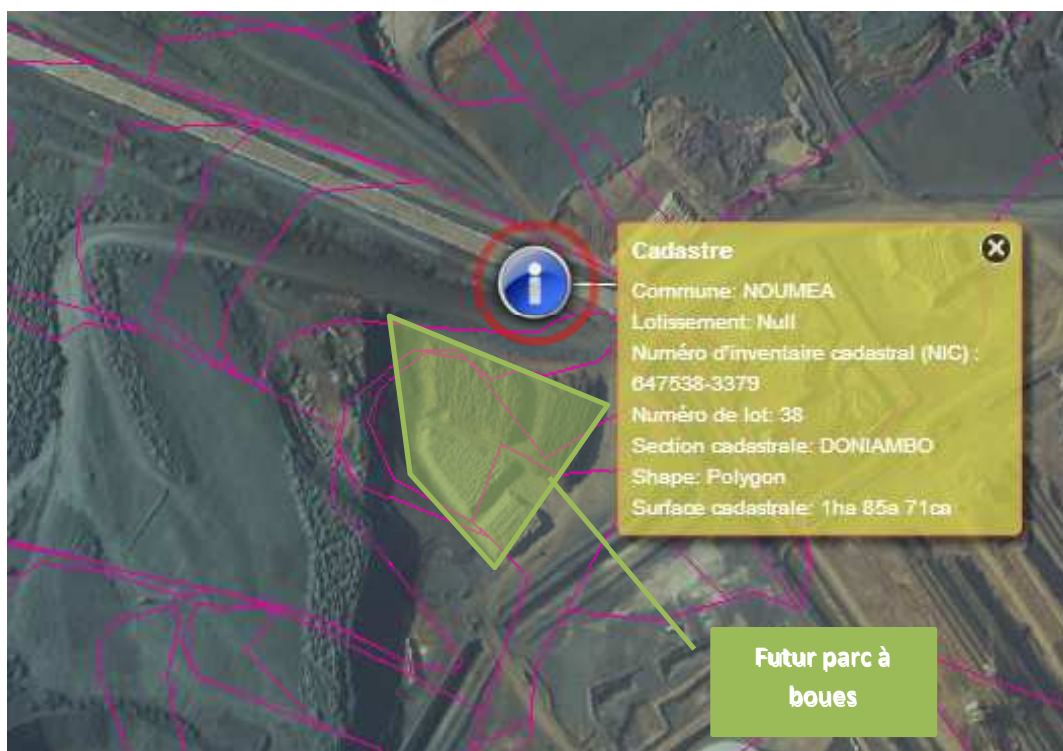 Cadastre
Commune: NOUMEA
Lotissement: Null
Numéro d'inventaire cadastral (NIC) :
647538-3379
Numéro de lot: 38
Section cadastrale: DONIAMBO
Shape: Polygon
Surface cadastrale: 1ha 85a 71ca
Futur parc à
boues